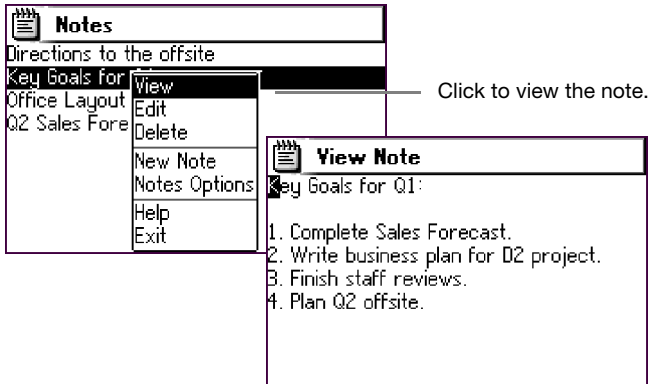 Notes
Directions to the offsite
Key Goals for
Office Layout
Q2 Sales Fore
View
Edit
Delete
New Note
Notes Options
Help
Exit
Click to view the note.
View Note
Key Goals for Q1:
1. Complete Sales Forecast.
2. Write business plan for D2 project.
3. Finish staff reviews.
4. Plan Q2 offsite.